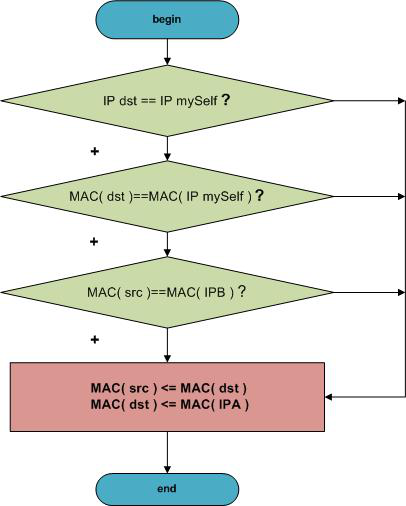 begin
IP dst == IP mySelf ?
+
MAC( dst )==MAC( IP mySelf ) ?
+
MAC( src )==MAC( IPB ) ?
+
MAC( src ) <= MAC( dst )
MAC( dst ) <= MAC( IPA )
end